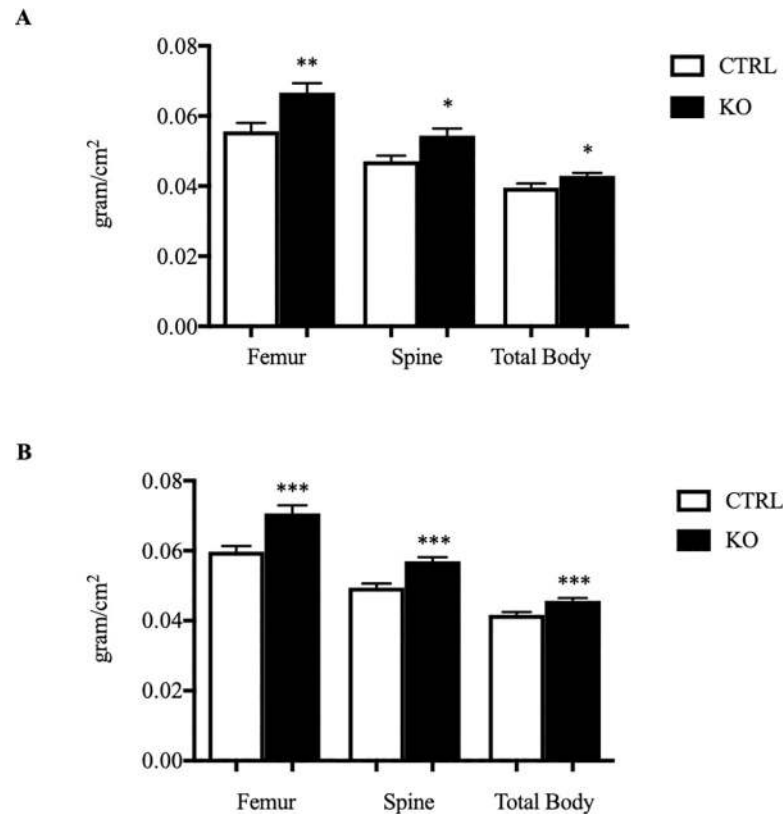 A
gram/cm²
0.08
0.06
0.04
0.02
0.00
**
*
*
Femur Spine Total Body
CTRL
KO
B
gram/cm²
0.08
0.06
0.04
0.02
0.00
***
***
***
Femur Spine Total Body
CTRL
KO